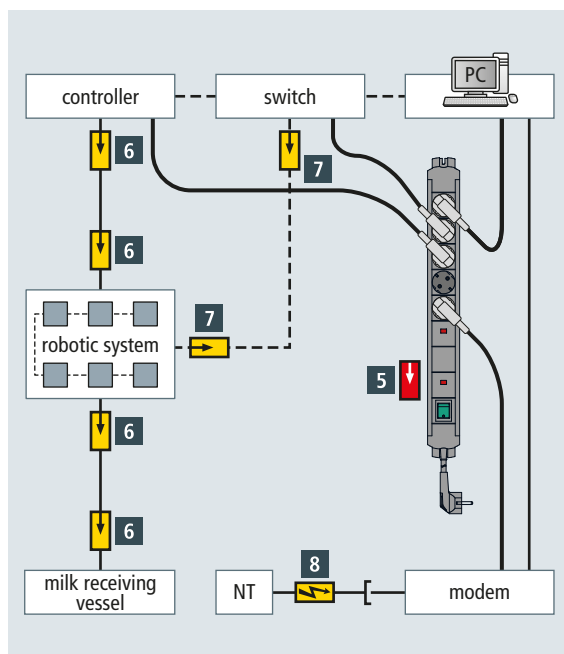 PC
controller
switch
6
7
6
robotic system
7
5
6
6
8
milk receiving
vessel
NT
modem